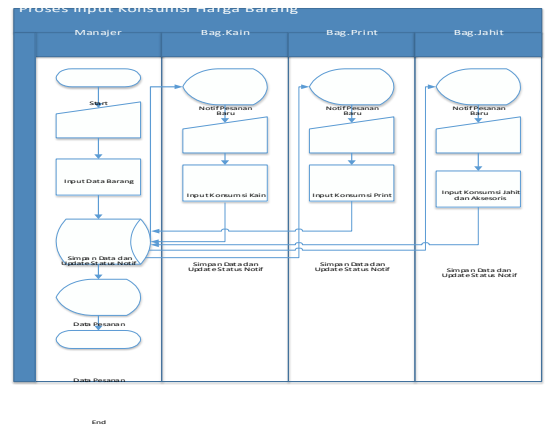 Proses Input Konsumsi Harga Barang
Manajer
Bag.Kain
Bag.Print
Bag.Jahit
Start
Input Data Barang
Simpan Data dan
Update Status Notif
Data Pesanan
Data Pesanan
End
Notif Pesanan
Baru
Input Konsumsi Kain
Simpan Data dan
Update Status Notif
Notif Pesanan
Baru
Input Konsumsi Print
Simpan Data dan
Update Status Notif
Notif Pesanan
Baru
Input Konsumsi Jahit
dan Aksesoris
Simpan Data dan
Update Status Notif